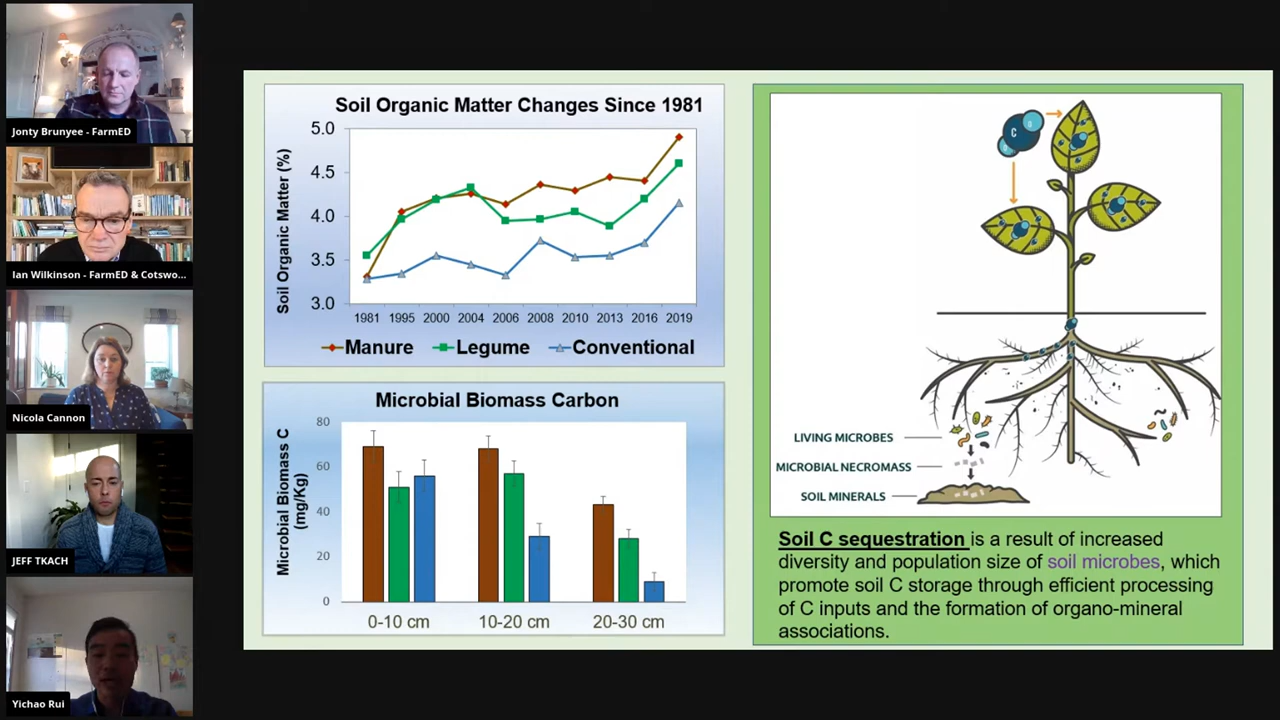 Jonty Brunyee - FarmED
Ian Wilkinson - FarmED & Cotswo...
Nicola Cannon
JEFF TKACH
Yichao Rui
Soil Organic Matter Changes Since 1981
Soil Organic Matter (%)
5.0
4.5
4.0
3.5
3.0
1981 1995 2000 2004 2006 2008 2010 2013 2016 2019
Manure Legume Conventional
Microbial Biomass Carbon
Microbial Biomass C
(mg/Kg)
80
60
40
20
0
0-10 cm 10-20 cm 20-30 cm
C
LIVING MICROBES
MICROBIAL NECROMASS
SOIL MINERALS
Soil C sequestration is a result of increased
diversity and population size of soil microbes, which
promote soil C storage through efficient processing
of C inputs and the formation of organo-mineral
associations.